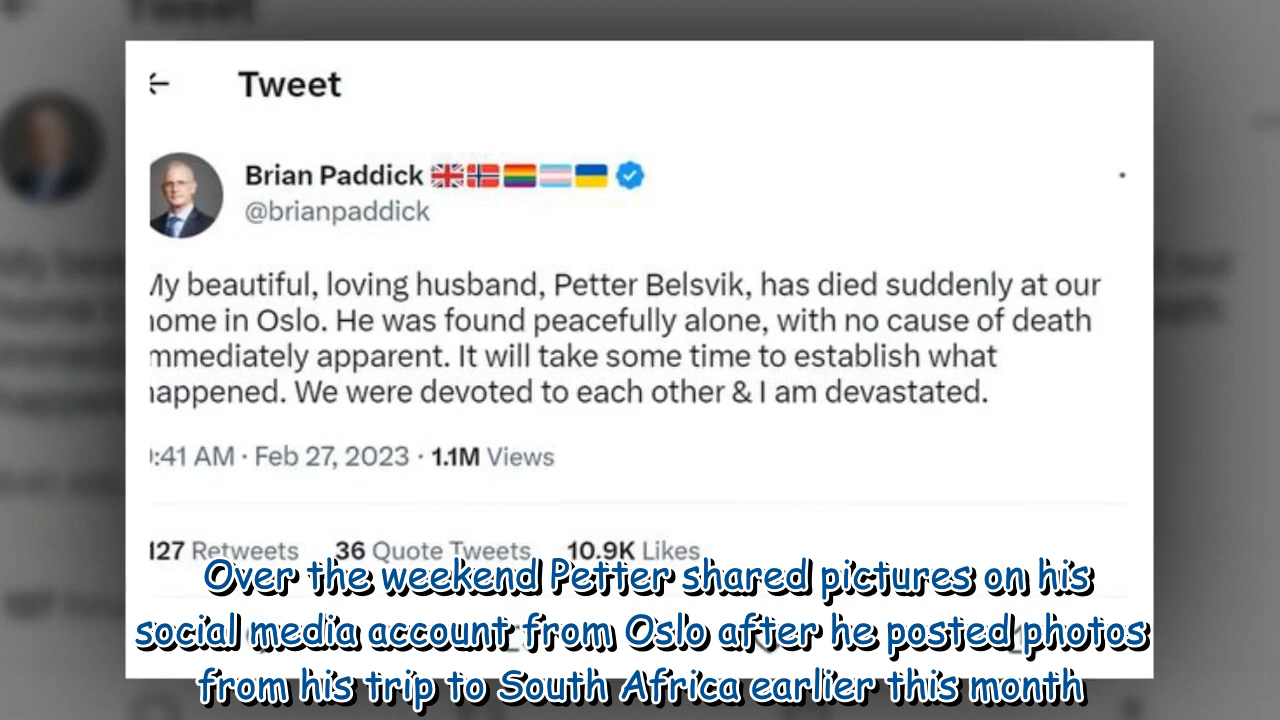 Tweet
Brian Paddick
@brianpaddick
My beautiful, loving husband, Petter Belsvik, has died suddenly at our
home in Oslo. He was found peacefully alone, with no cause of death
immediately apparent. It will take some time to establish what
happened. We were devoted to each other & I am devastated.
:41 AM · Feb 27, 2023 · 1.1M Views
127 Retweets 36 Quote Tweets 10.9K Likes
Over the weekend Petter shared pictures on his
social media account from Oslo after he posted photos
from his trip to South Africa earlier this month